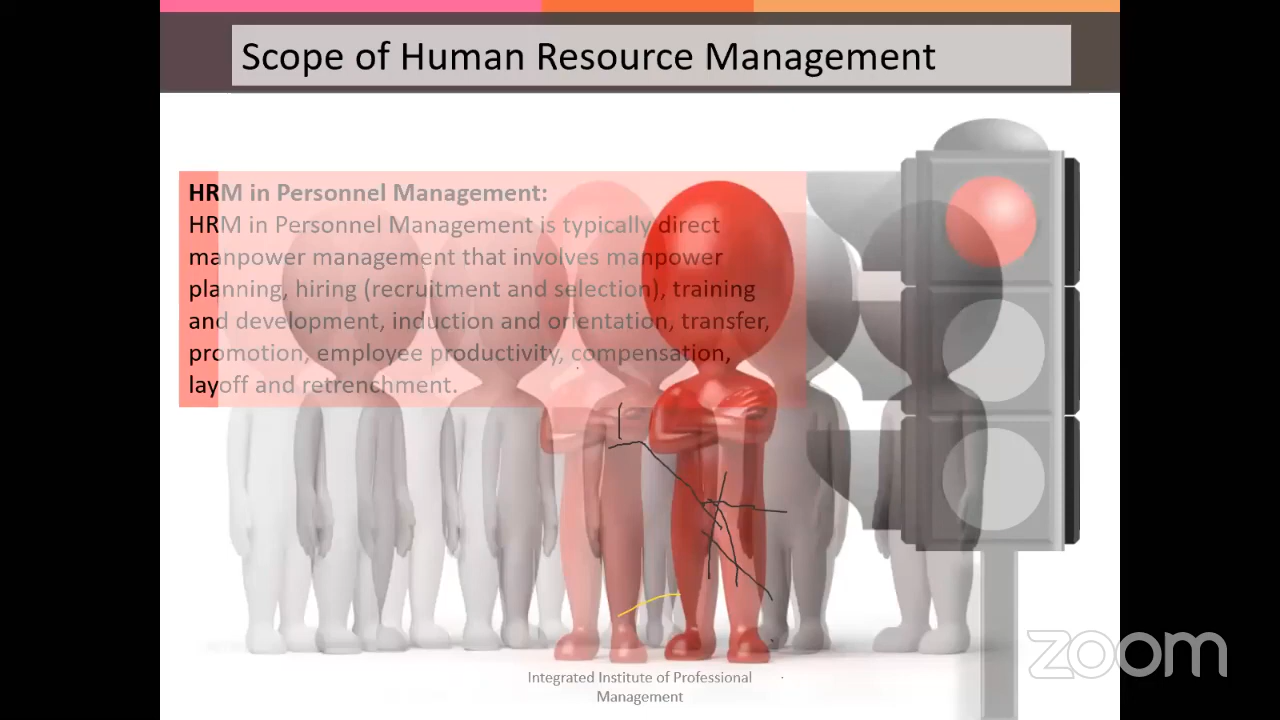 Scope of Human Resource Management
HRM in Personnel Management:
HRM in Personnel Management is typically direct
manpower management that involves manpower
planning, hiring (recruitment and selection), training
and development, induction and orientation, transfer,
promotion, employee productivity, compensation,
layoff and retrenchment.
Integrated Institute of Professional
Management
zoom